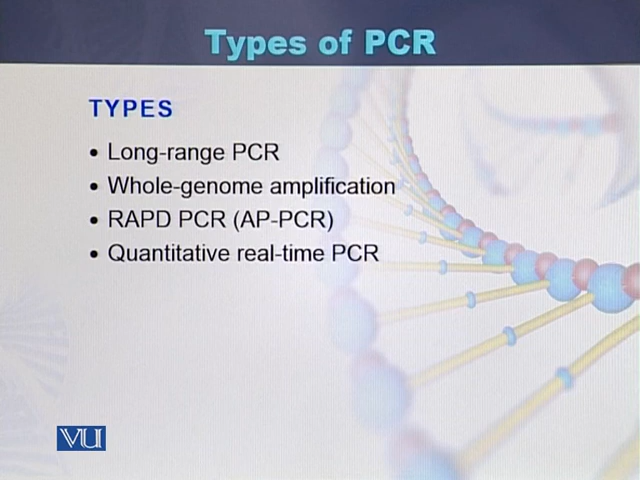 Types of PCR
TYPES
• Long-range PCR
• Whole-genome amplification
• RAPD PCR (AP-PCR)
• Quantitative real-time PCR
VU